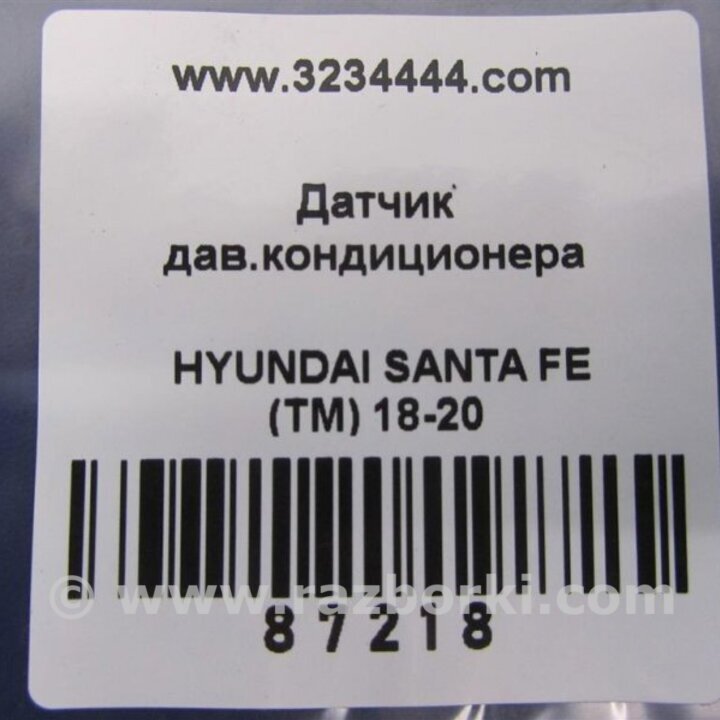 www.3234444.com
Датчик
дав.кондиционера
HYUNDAI SANTA FE
(TM) 18-20
© www.razborki.com
87218